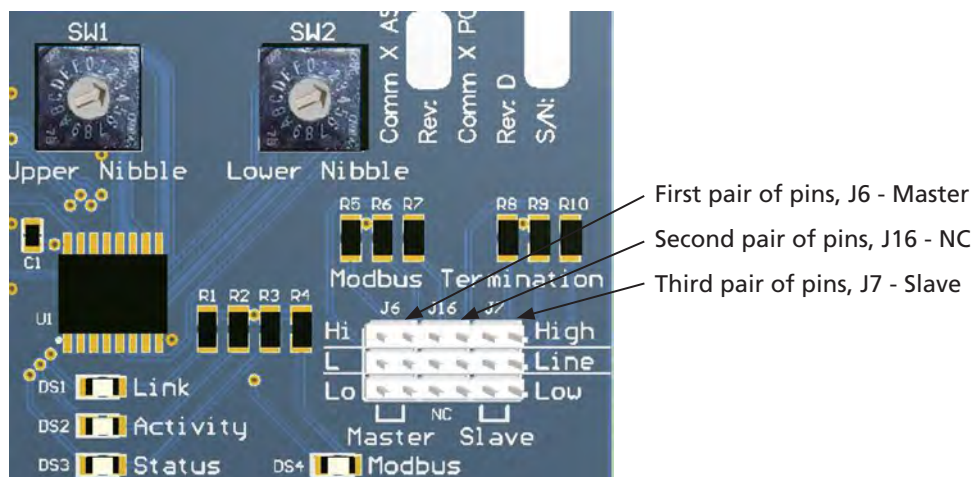 SW1
SW2
Upper Nibble
Lower Nibble
Comm X AS
Rev:
Comm X PC
Rev: D
S/N:
R5 R6 R7
R8 R9 R10
First pair of pins, J6 - Master
Second pair of pins, J16 - NC
Third pair of pins, J7 - Slave
C1
Modbus Termination
R1 R2 R3 R4
J6 J16 J7
U1
Hi High
L Line
Lo Low
DS1 Link
NC
Master Slave
DS2 Activity
DS3 Status
DS4 Modbus